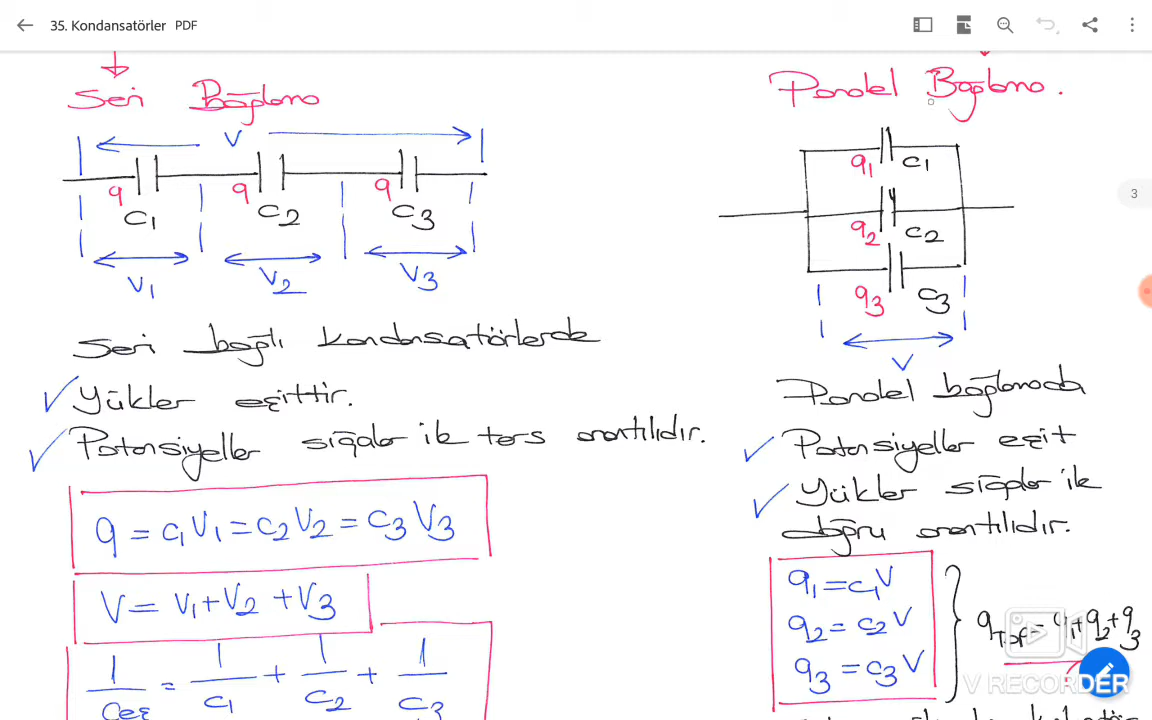 35. Kondansatörler PDF
Seri Bağlama
V
q q q
C1 C2 C3
V1 V2 V3
Seri bağlı Kondansatörlerde
Yükler eşittir.
Potansiyeller sığalar ile ters orantılıdır.
q = C1V1 = C2V2 = C3V3
V = V1 + V2 + V3
1/Ceş = 1/C1 + 1/C2 + 1/C3
Paralel Bağlama.
q1 C1
q2 C2
q3 C3
V
Paralel bağlamada
Potansiyeller eşit
Yükler sığalar ile
doğru orantılıdır.
q1 = C1V
q2 = C2V
q3 = C3V
qTop = q1 + q2 + q3
3
V RECORDER